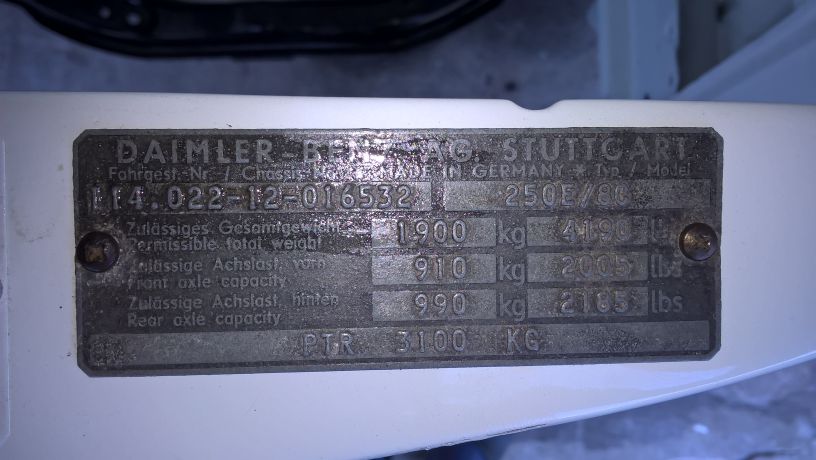 DAIMLER-BENZ AG. STUTTGART
Fahrgest-Nr. / Chassis-No. MADE IN GERMANY * Typ / Model
114.022-12-016532 250E/8C
Zulässiges Gesamtgewicht 1900 kg 4190 lbs
Permissible total weight
Zulässige Achslast, vorn 910 kg 2005 lbs
Front axle capacity
Zulässige Achslast, hinten 990 kg 2185 lbs
Rear axle capacity
PTR 3100 KG